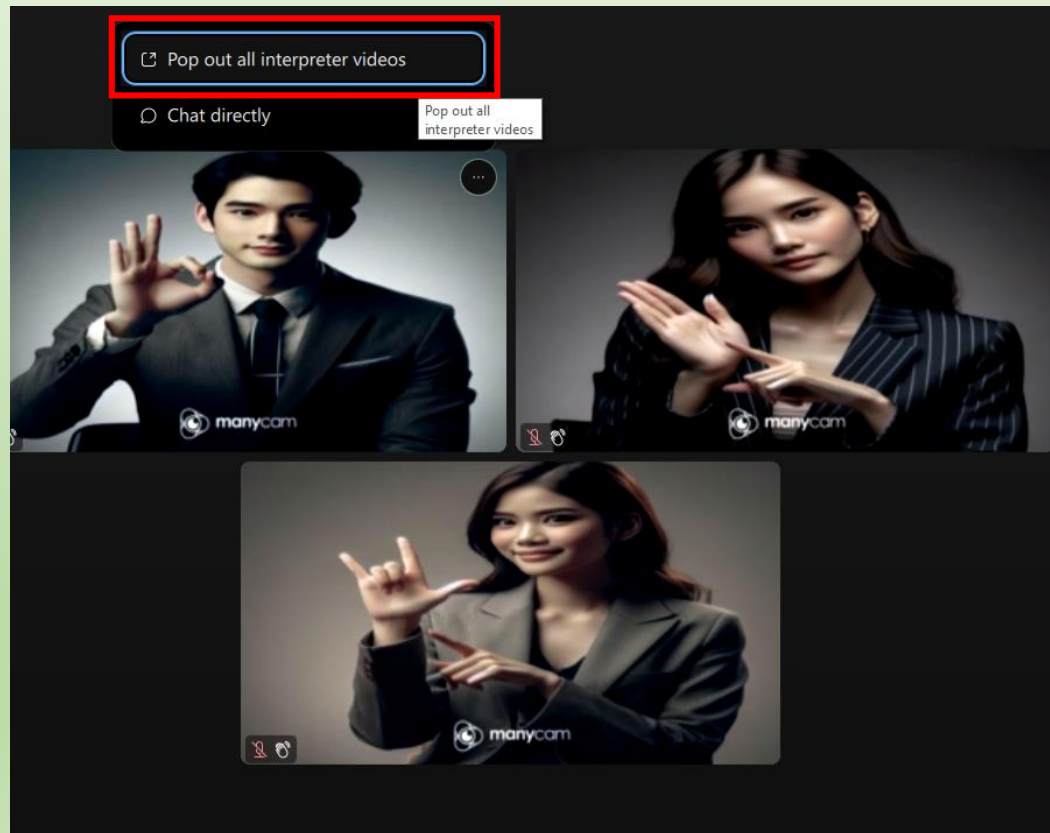 Pop out all interpreter videos
Chat directly
Pop out all
interpreter videos
manycam
manycam
manycam